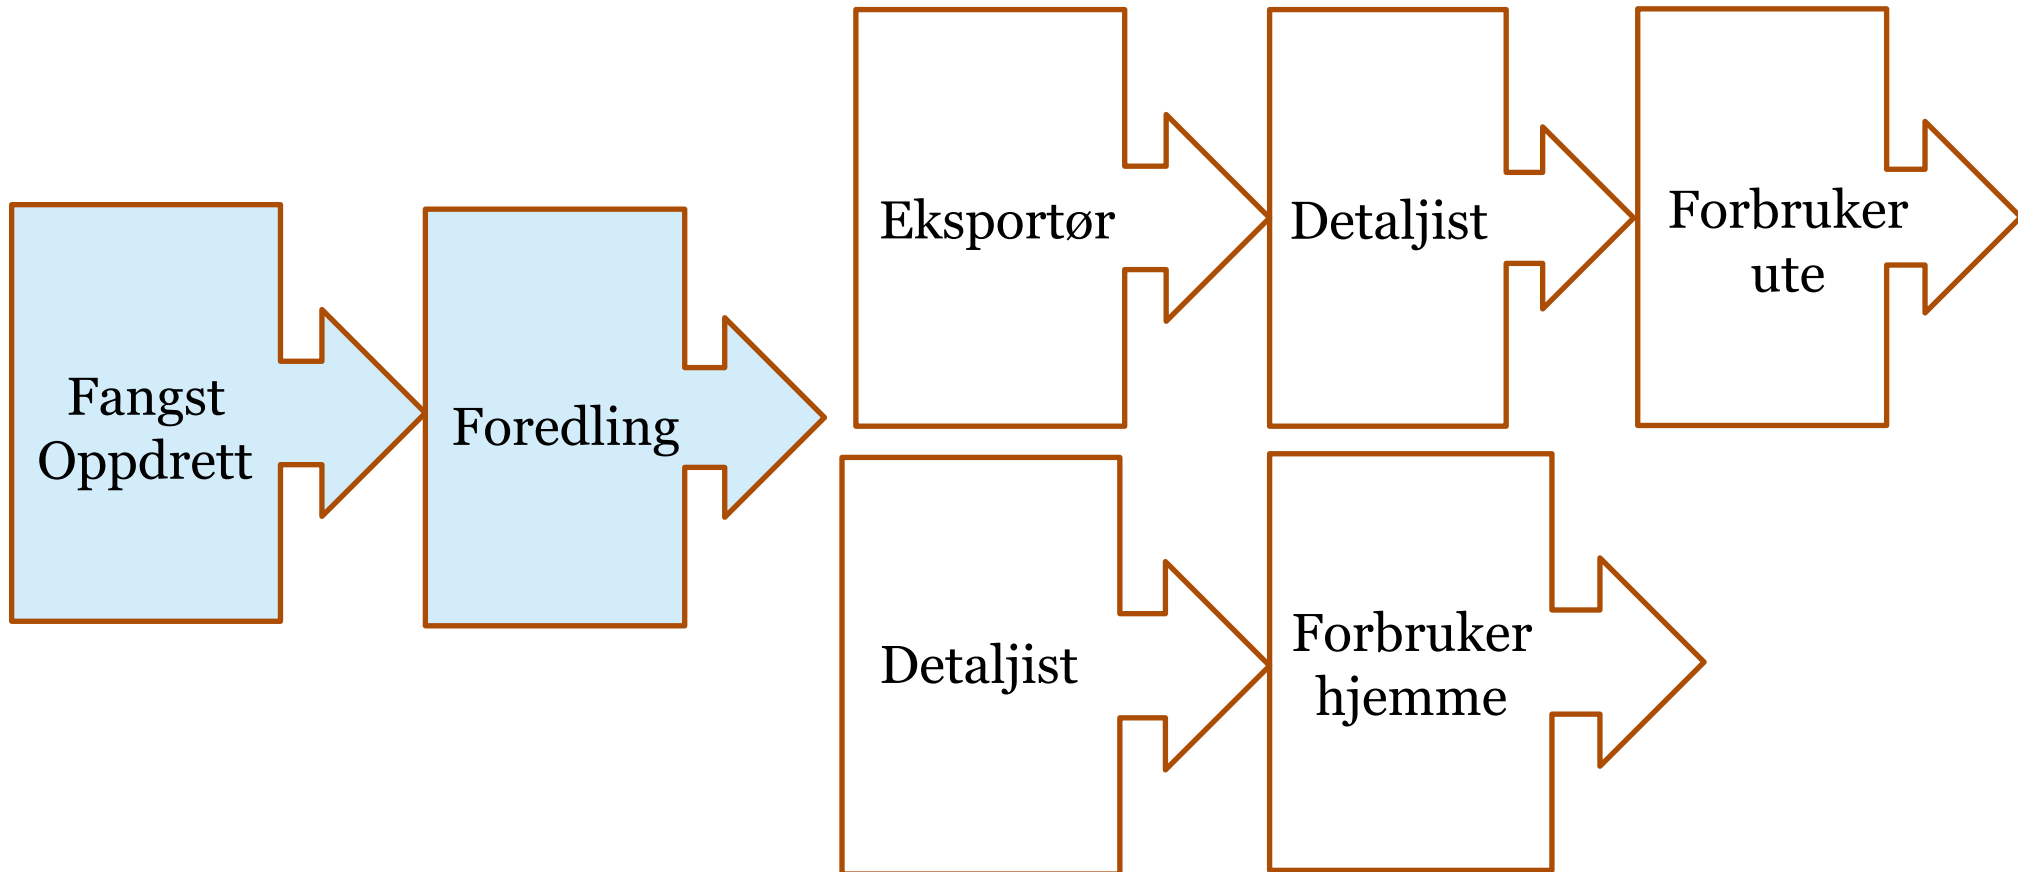 Fangst
Oppdrett
Foredling
Eksportør
Detaljist
Forbruker
ute
Detaljist
Forbruker
hjemme